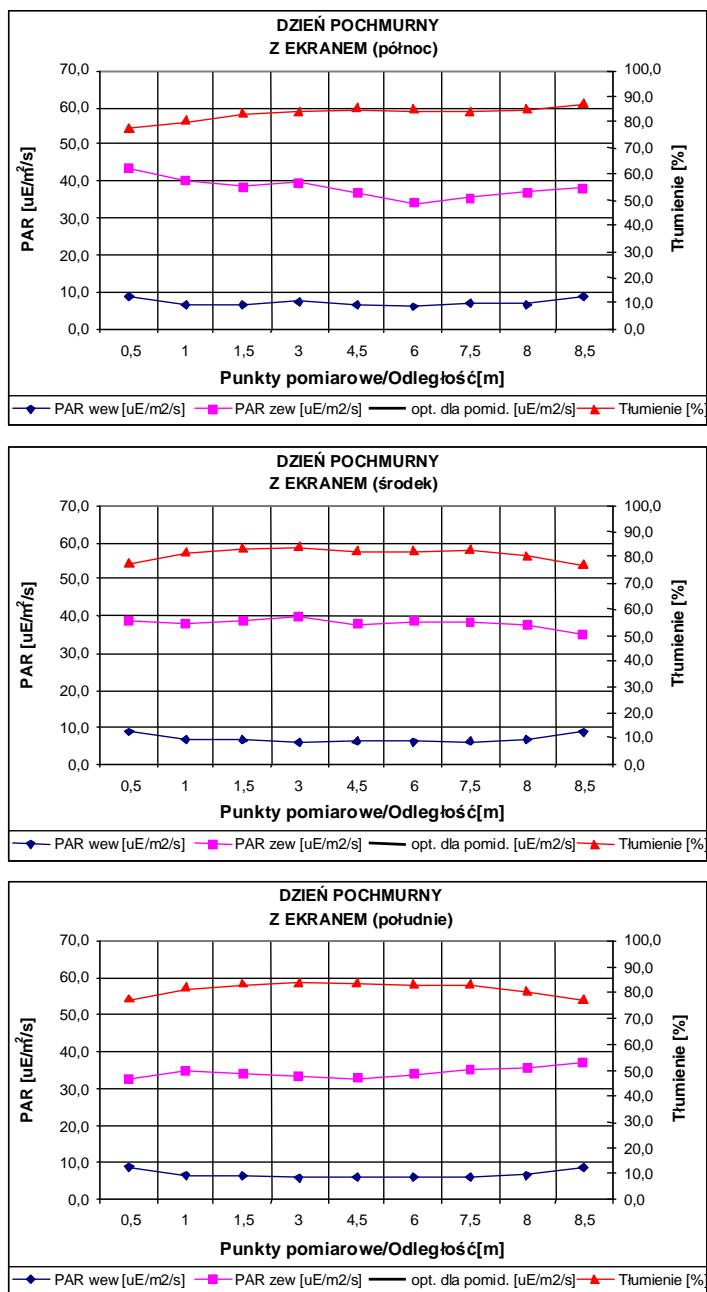 DZIEŃ POCHMURNY
Z EKRANEM (północ)
70,0
60,0
50,0
40,0
30,0
20,0
10,0
0,0
PAR [uE/m²/s]
100,0
90,0
80,0
70,0
60,0
50,0
40,0
30,0
20,0
10,0
0,0
Tłumienie [%]
0,5 1 1,5 3 4,5 6 7,5 8 8,5
Punkty pomiarowe/Odległość[m]
PAR wew [uE/m2/s] PAR zew [uE/m2/s] opt. dla pomid. [uE/m2/s] Tłumienie [%]
DZIEŃ POCHMURNY
Z EKRANEM (środek)
70,0
60,0
50,0
40,0
30,0
20,0
10,0
0,0
PAR [uE/m²/s]
100,0
90,0
80,0
70,0
60,0
50,0
40,0
30,0
20,0
10,0
0,0
Tłumienie [%]
0,5 1 1,5 3 4,5 6 7,5 8 8,5
Punkty pomiarowe/Odległość[m]
PAR wew [uE/m2/s] PAR zew [uE/m2/s] opt. dla pomid. [uE/m2/s] Tłumienie [%]
DZIEŃ POCHMURNY
Z EKRANEM (południe)
70,0
60,0
50,0
40,0
30,0
20,0
10,0
0,0
PAR [uE/m²/s]
100,0
90,0
80,0
70,0
60,0
50,0
40,0
30,0
20,0
10,0
0,0
Tłumienie [%]
0,5 1 1,5 3 4,5 6 7,5 8 8,5
Punkty pomiarowe/Odległość[m]
PAR wew [uE/m2/s] PAR zew [uE/m2/s] opt. dla pomid. [uE/m2/s] Tłumienie [%]